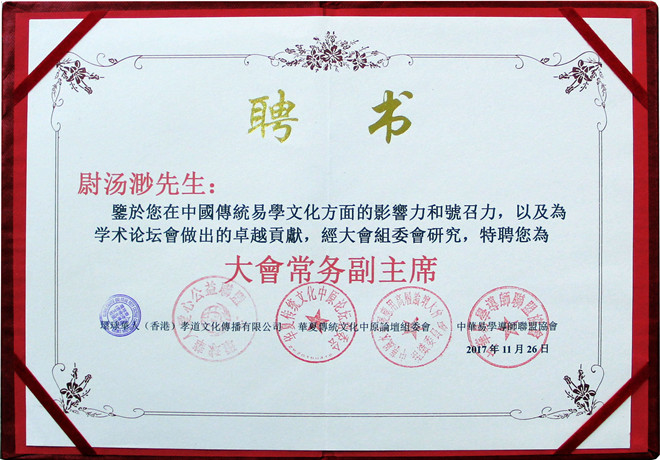 聘 书
尉汤渺先生：
鑒於您在中國傳統易學文化方面的影響力和號召力，以及為
学术论坛會做出的卓越貢獻，經大會組委會研究，特聘您為
大會常务副主席
環球華人（香港）孝道文化傳播有限公司 華夏傳統文化中原論壇組委會 中華易學導師聯盟協會
2017年11月26日